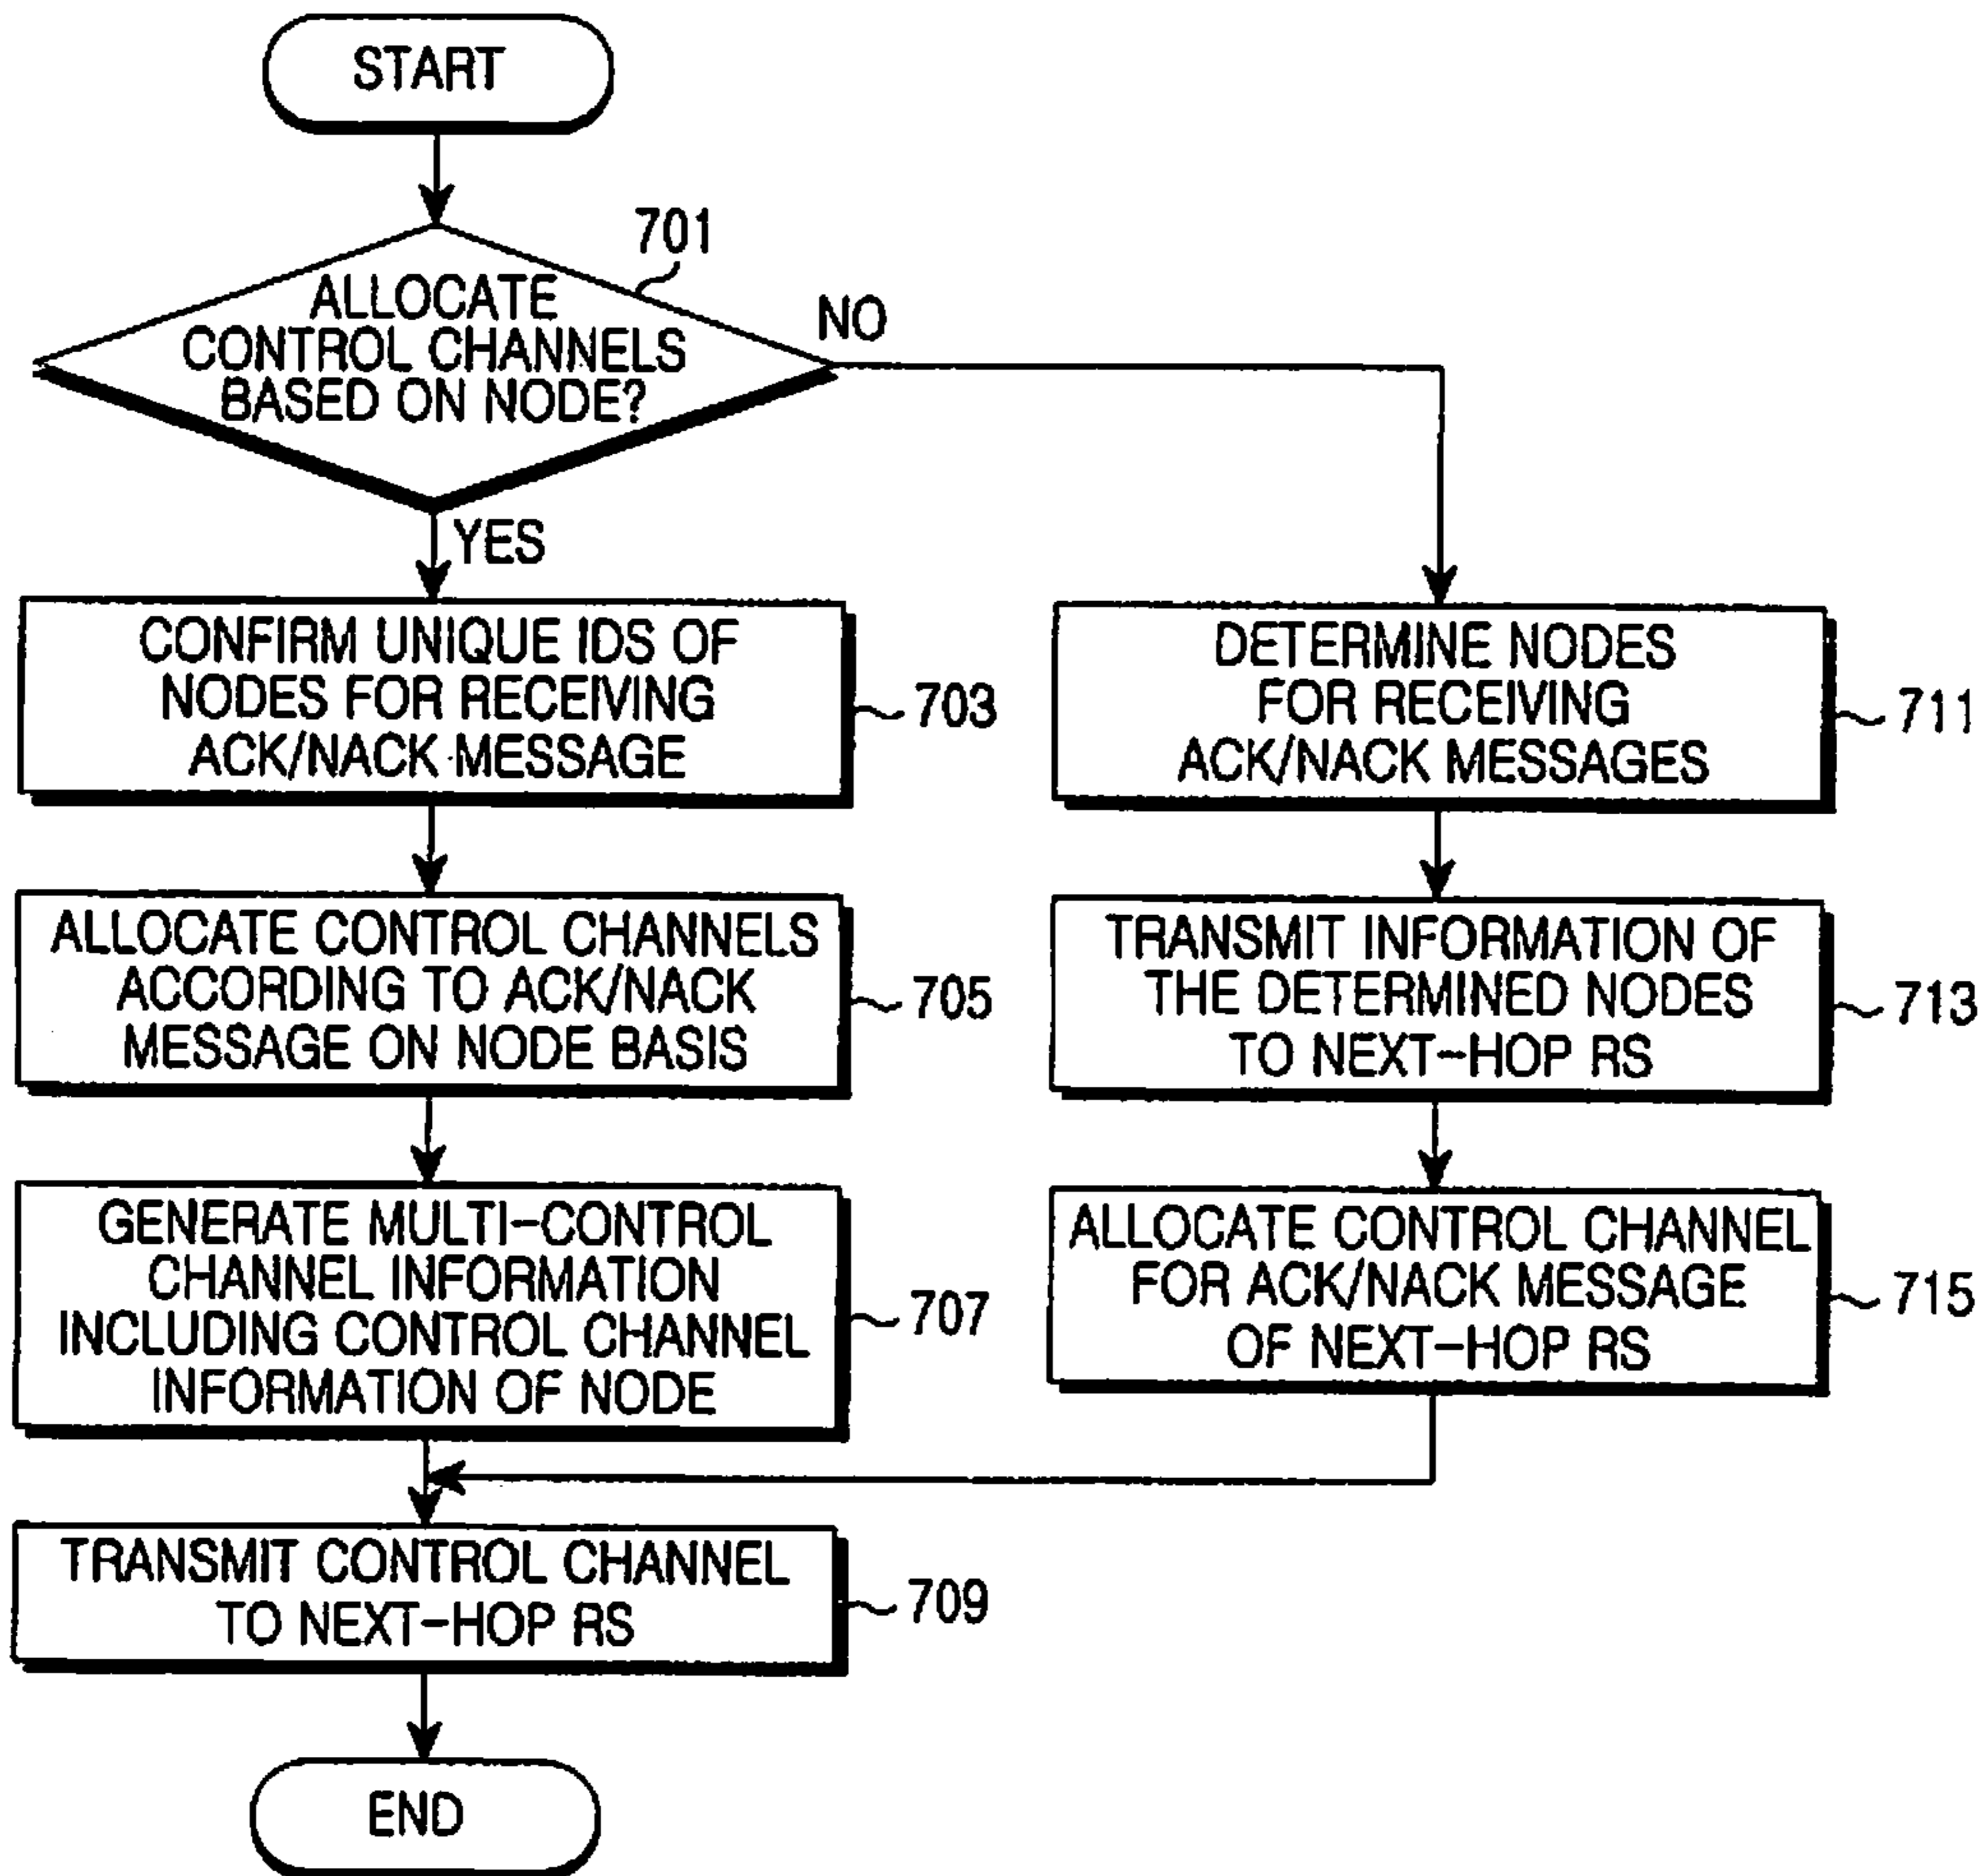 START
701
ALLOCATE
CONTROL CHANNELS
BASED ON NODE?
NO
YES
CONFIRM UNIQUE IDS OF
NODES FOR RECEIVING
ACK/NACK MESSAGE
703
ALLOCATE CONTROL CHANNELS
ACCORDING TO ACK/NACK
MESSAGE ON NODE BASIS
705
GENERATE MULTI-CONTROL
CHANNEL INFORMATION
INCLUDING CONTROL CHANNEL
INFORMATION OF NODE
707
DETERMINE NODES
FOR RECEIVING
ACK/NACK MESSAGES
711
TRANSMIT INFORMATION OF
THE DETERMINED NODES
TO NEXT-HOP RS
713
ALLOCATE CONTROL CHANNEL
FOR ACK/NACK MESSAGE
OF NEXT-HOP RS
715
TRANSMIT CONTROL CHANNEL
TO NEXT-HOP RS
709
END